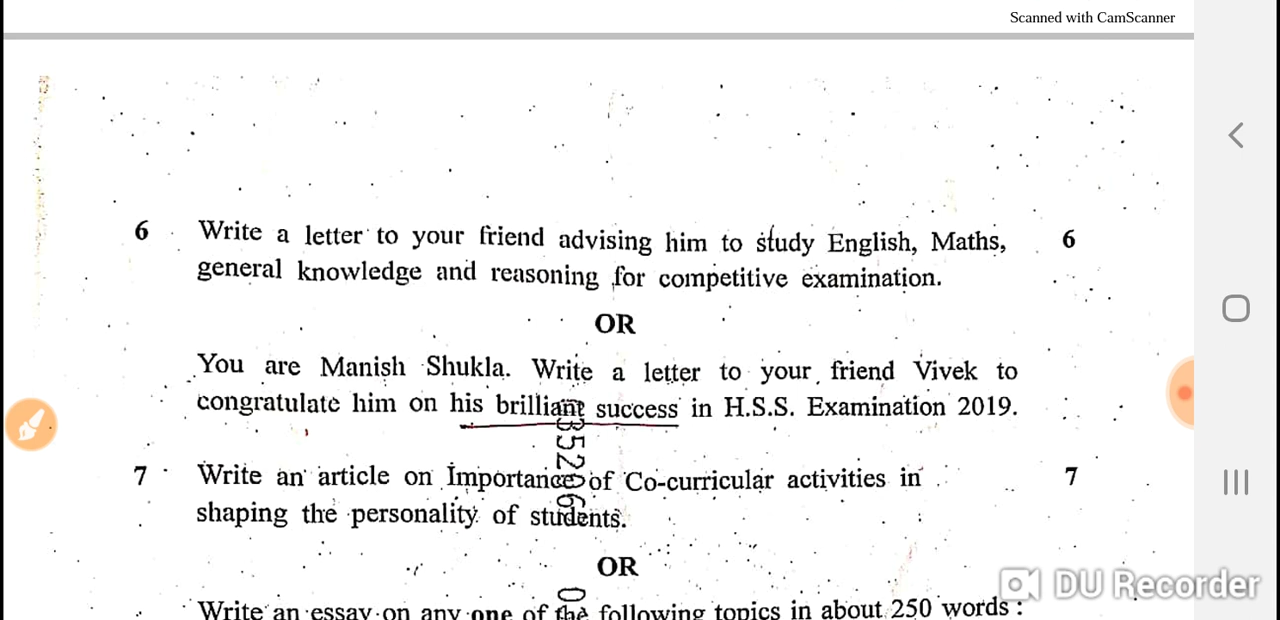 Scanned with CamScanner
6 Write a letter to your friend advising him to study English, Maths, 6
general knowledge and reasoning for competitive examination.
OR
You are Manish Shukla. Write a letter to your friend Vivek to
congratulate him on his brilliant success in H.S.S. Examination 2019.
7 Write an article on Importance of Co-curricular activities in 7
shaping the personality of students.
OR
Write an essay on any one of the following topics in about 250 words :
DU Recorder